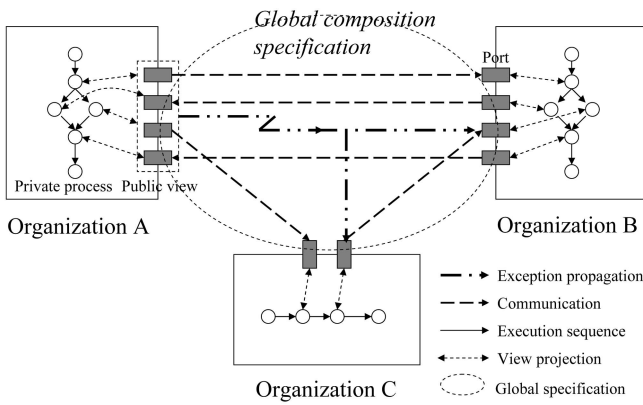 Global composition
specification
Port
Private process
Public view
Organization A
Organization B
Organization C
Exception propagation
Communication
Execution sequence
View projection
Global specification